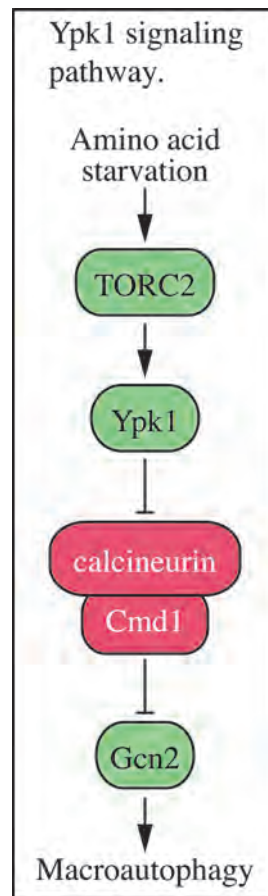 Ypk1 signaling
pathway.
Amino acid
starvation
TORC2
Ypk1
calcineurin
Cmd1
Gcn2
Macroautophagy